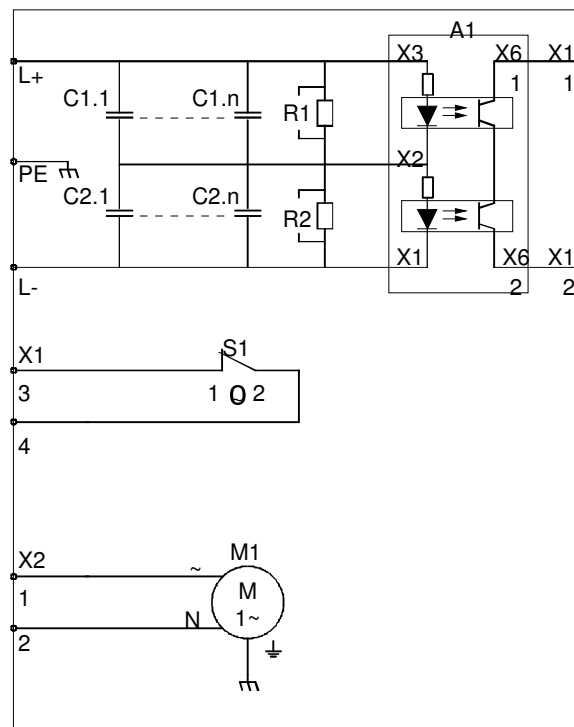 A1
X3 X6 X1
L+ 1 1
C1.1 C1.n R1
X2
PE
C2.1 C2.n R2
X1 X6 X1
L- 2 2
X1 S1
3 1 2
4
M1
X2 ~ M
1 1~
N
2